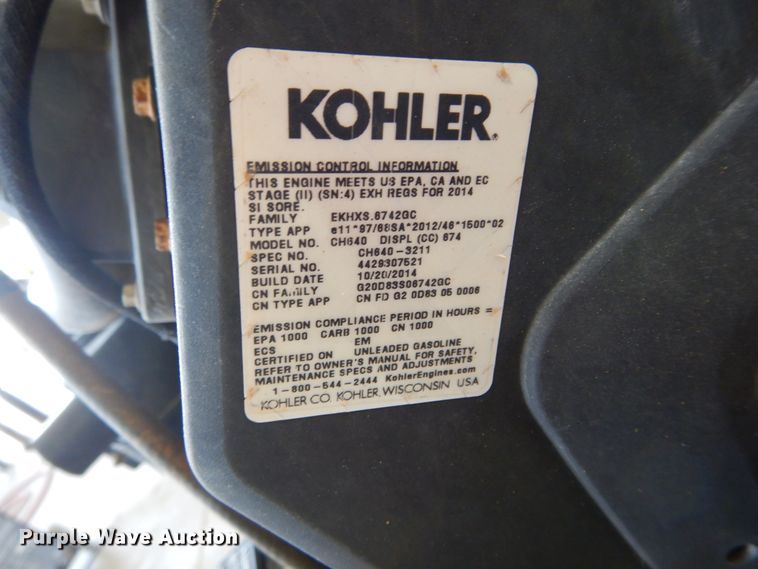 KOHLER®
EMISSION CONTROL INFORMATION
THIS ENGINE MEETS US EPA, CA AND EC
STAGE (II) (SN:4) EXH REGS FOR 2014
SI SORE.
FAMILY EKHXS.6742GC
TYPE APP e11*97/68SA*2012/46*1500*02
MODEL NO. CH640 DISPL (CC) 674
SPEC NO. CH640-3211
SERIAL NO. 4429307521
BUILD DATE 10/20/2014
CN FAMILY G20D83S06742GC
CN TYPE APP CN FD G2 0D83 05 0006
EMISSION COMPLIANCE PERIOD IN HOURS =
EPA 1000 CARB 1000 CN 1000
ECS EM
CERTIFIED ON UNLEADED GASOLINE
REFER TO OWNER'S MANUAL FOR SAFETY,
MAINTENANCE SPECS AND ADJUSTMENTS
1-800-544-2444 KohlerEngines.com
KOHLER CO. KOHLER, WISCONSIN USA
Purple Wave Auction